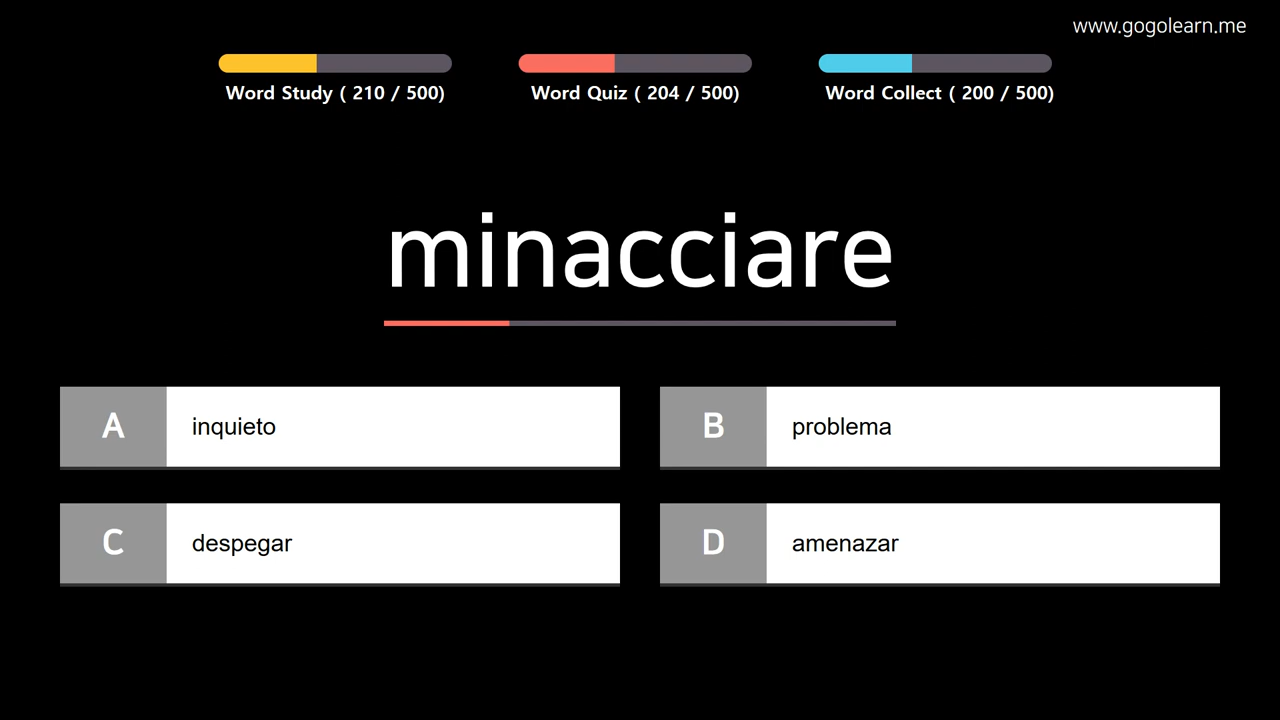 www.gogolearn.me
Word Study ( 210 / 500)
Word Quiz ( 204 / 500)
Word Collect ( 200 / 500)
minacciare
A inquieto
B problema
C despegar
D amenazar